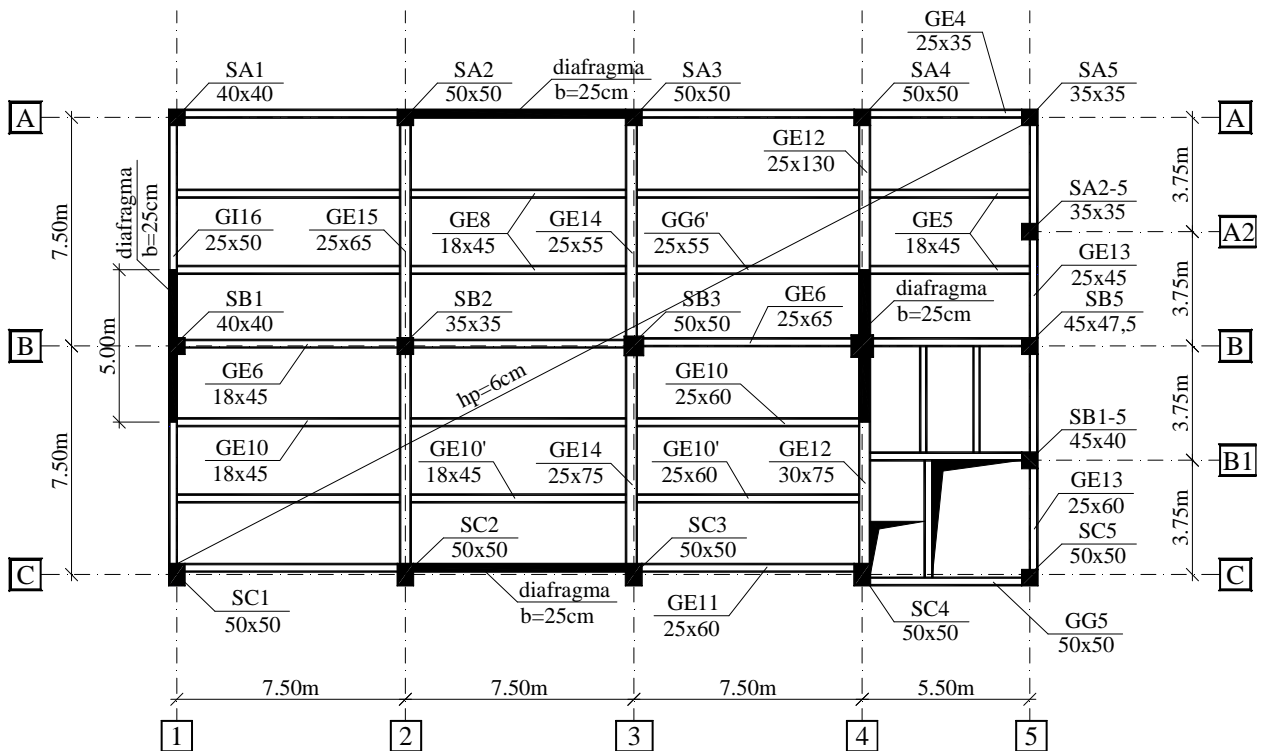 GE4
25x35
SA1
40x40
SA2
50x50
diafragma
b=25cm
SA3
50x50
SA4
50x50
SA5
35x35
A
A
GE12
25x130
diafragma
b=25cm
7.50m
GI16
25x50
GE15
25x65
GE8
18x45
GE14
25x55
GG6'
25x55
GE5
18x45
3.75m
SA2-5
35x35
A2
GE13
25x45
3.75m
SB1
40x40
SB2
35x35
SB3
50x50
GE6
25x65
diafragma
b=25cm
SB5
45x47,5
B
B
5.00m
GE6
18x45
hp=6cm
GE10
25x60
3.75m
7.50m
GE10
18x45
GE10'
18x45
GE14
25x75
GE10'
25x60
GE12
30x75
SB1-5
45x40
B1
GE13
25x60
3.75m
SC2
50x50
SC3
50x50
SC5
50x50
C
C
SC1
50x50
diafragma
b=25cm
GE11
25x60
SC4
50x50
GG5
50x50
7.50m
7.50m
7.50m
5.50m
1
2
3
4
5